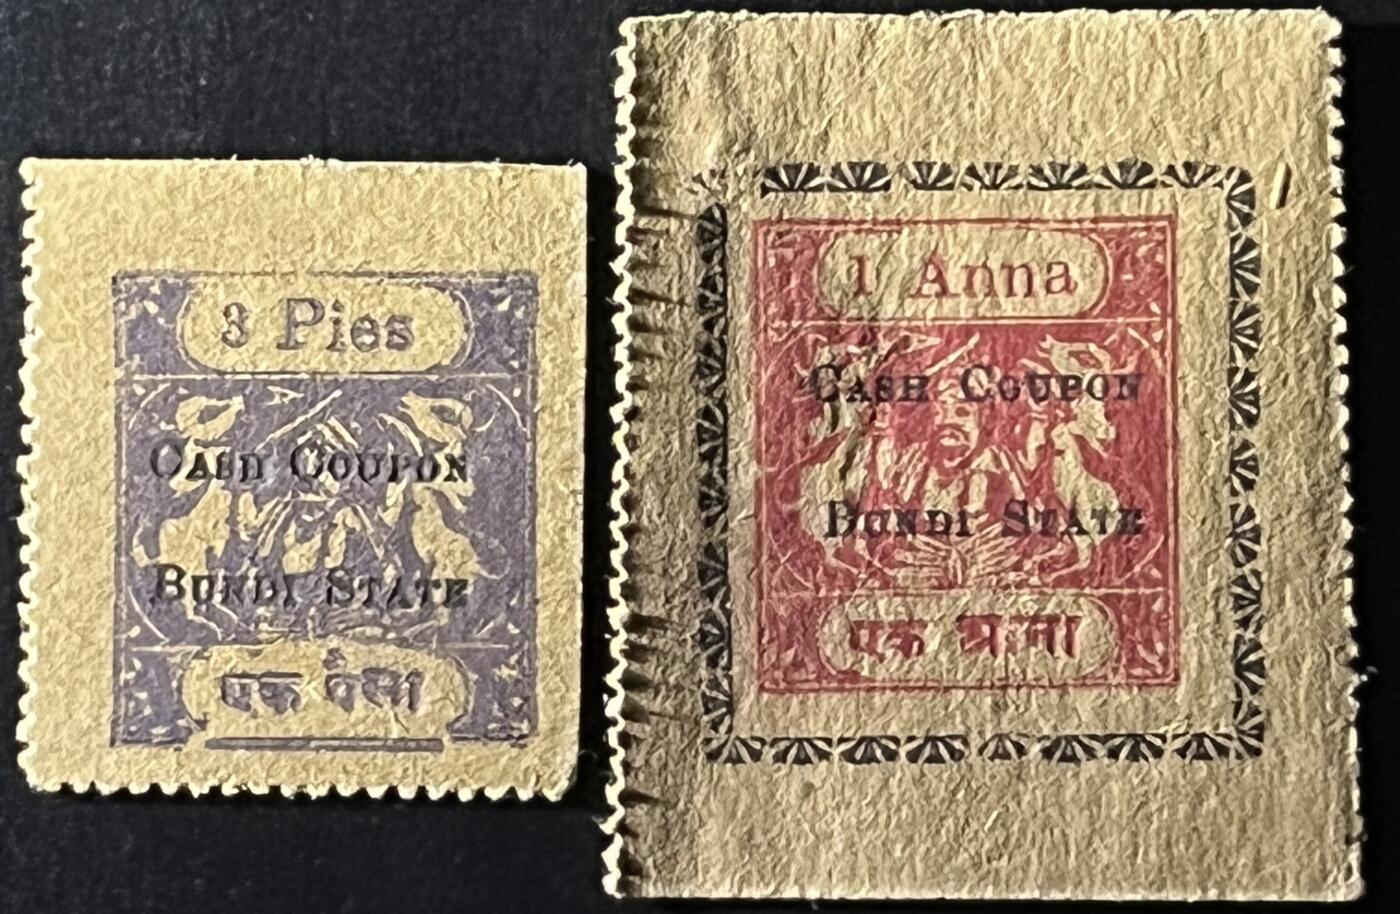 3 Pies
CASH COUPON
BUNDI STATE
एक पैसा
1 Anna
CASH COUPON
BUNDI STATE
एक आना